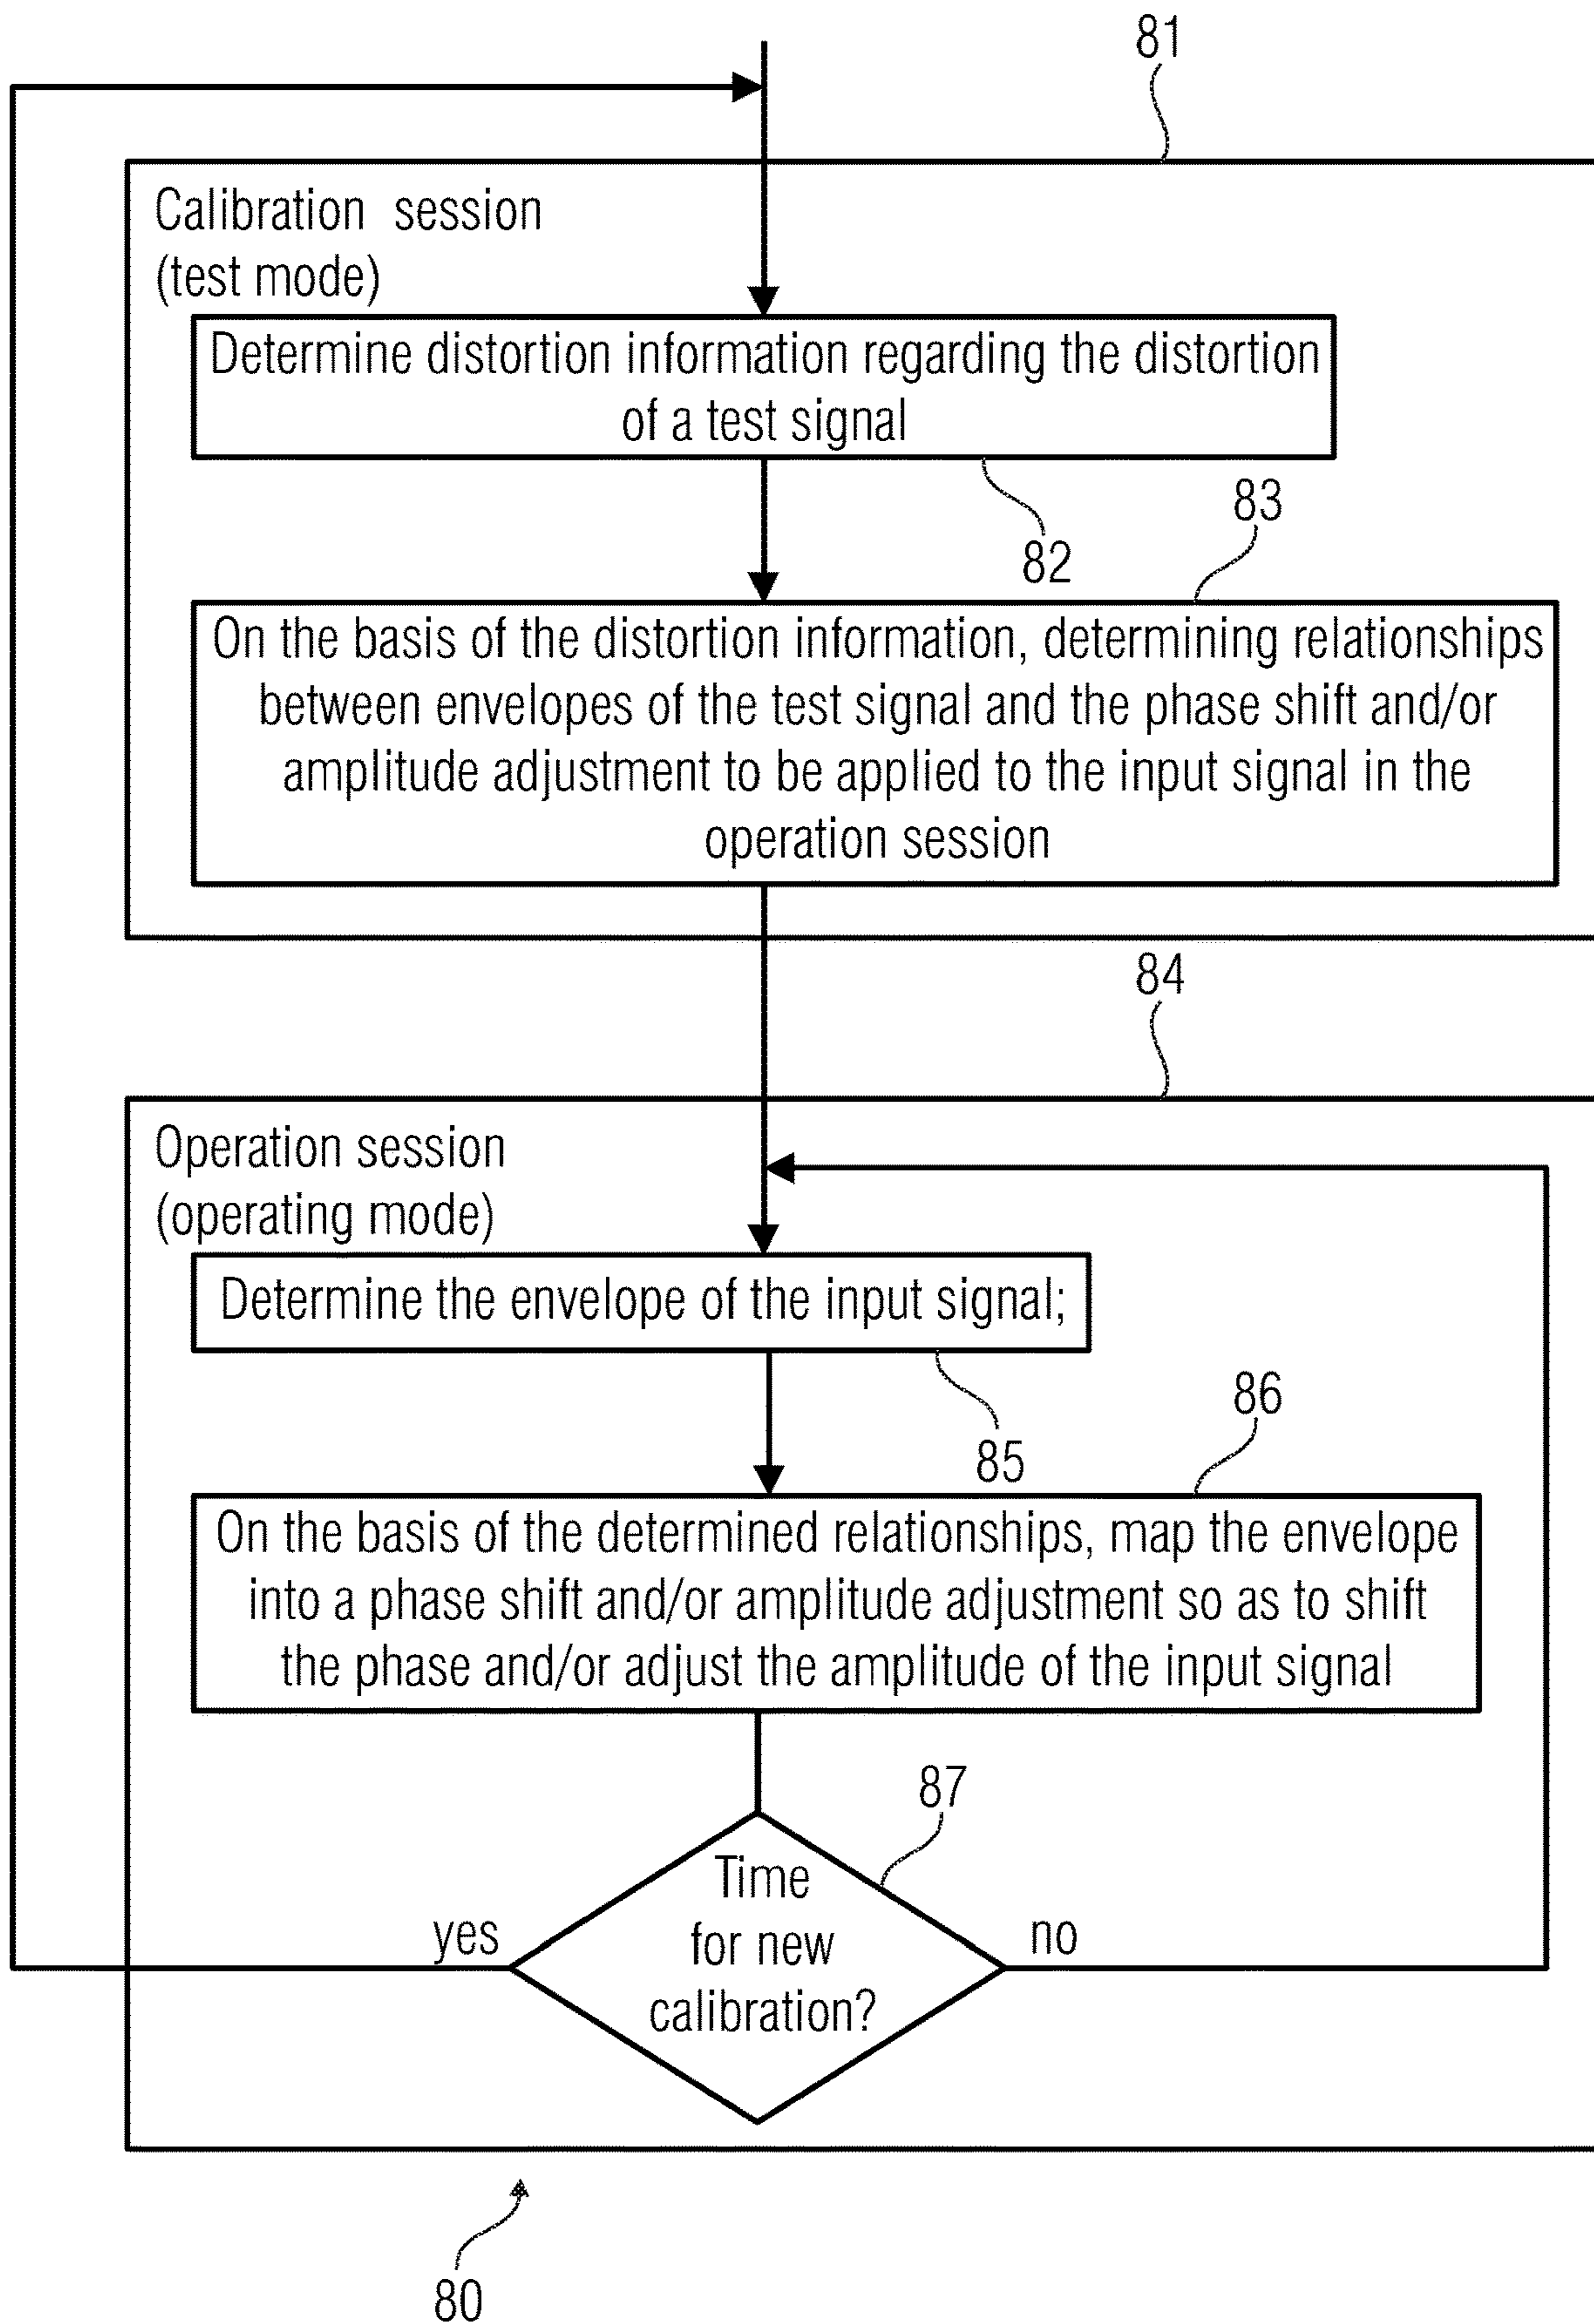 81
Calibration session
(test mode)
Determine distortion information regarding the distortion
of a test signal
82
83
On the basis of the distortion information, determining relationships
between envelopes of the test signal and the phase shift and/or
amplitude adjustment to be applied to the input signal in the
operation session
84
Operation session
(operating mode)
Determine the envelope of the input signal;
85
86
On the basis of the determined relationships, map the envelope
into a phase shift and/or amplitude adjustment so as to shift
the phase and/or adjust the amplitude of the input signal
87
Time
for new
calibration?
yes
no
80